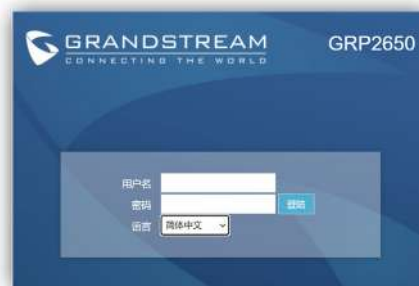 GRANDSTREAM
CONNECTING THE WORLD
GRP2650
用户名
密码
登陆
语言
简体中文